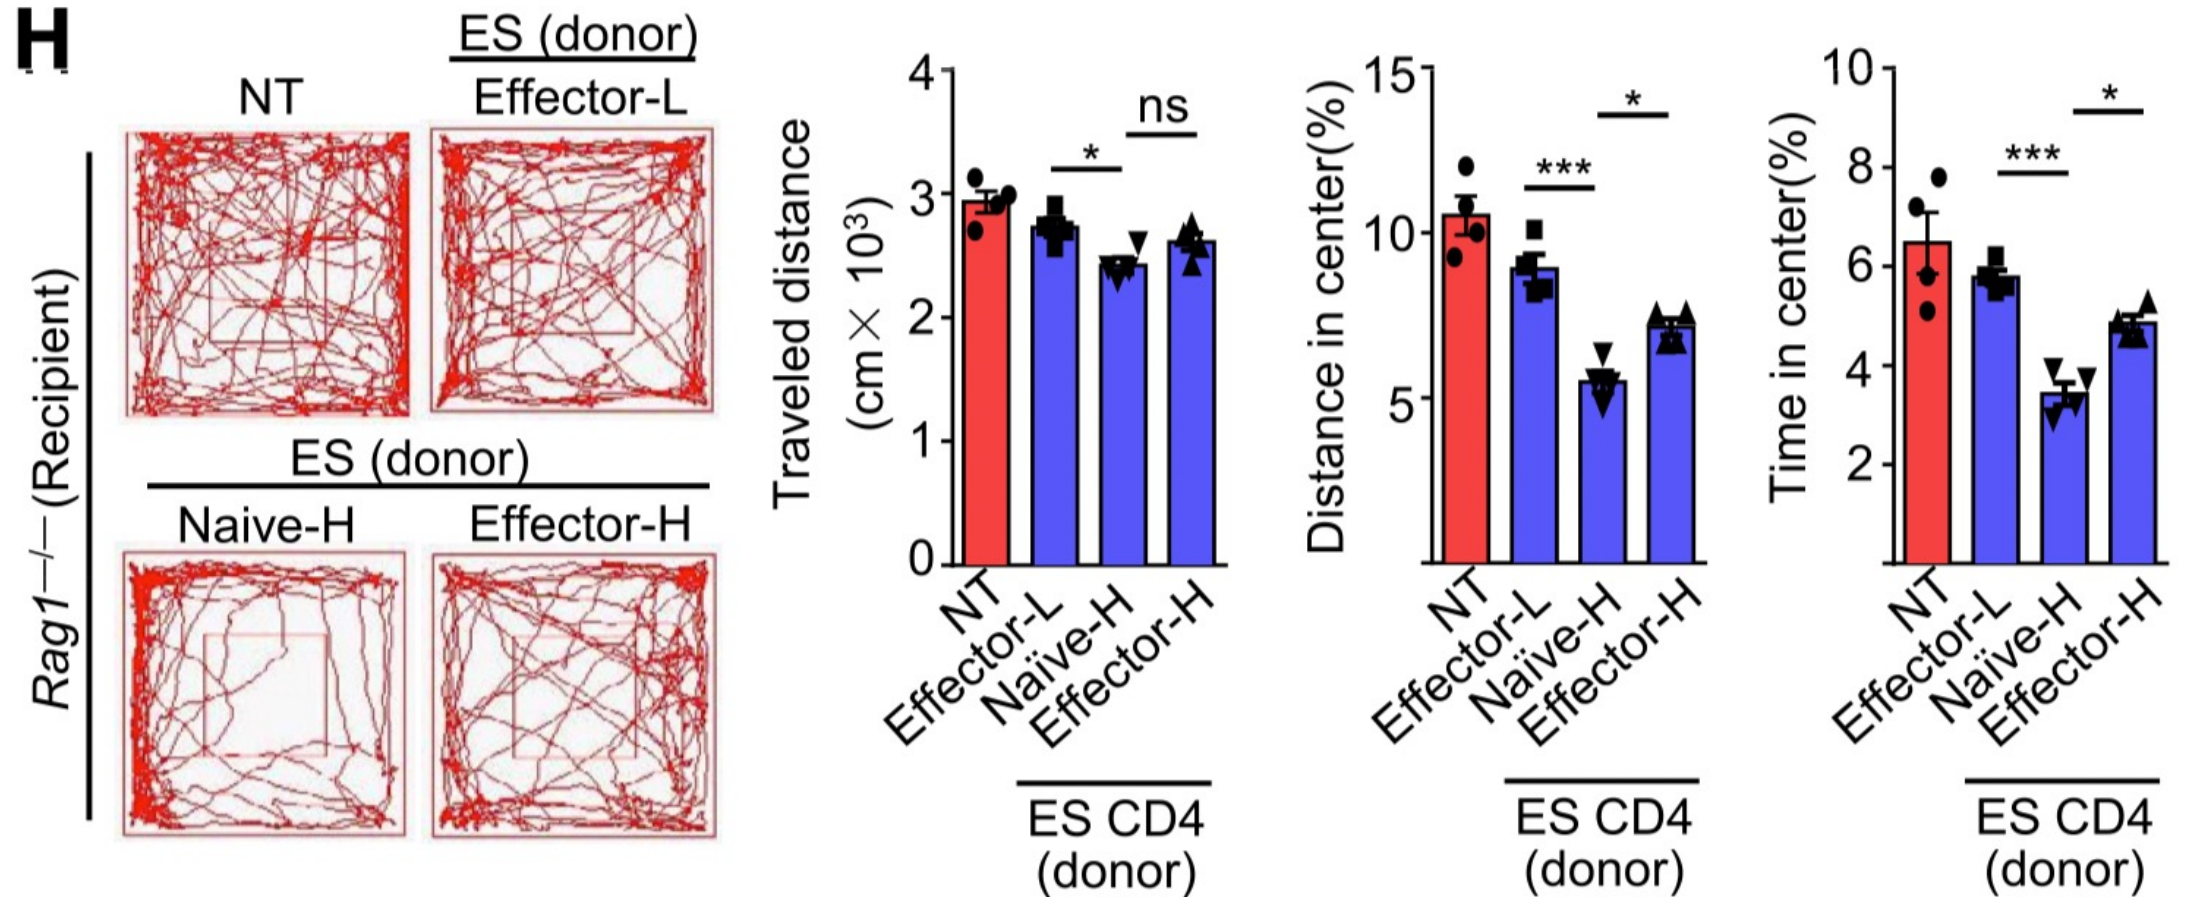 H
ES (donor)
NT
Effector-L
ES (donor)
Naive-H
Effector-H
Rag1–/– (Recipient)
Traveled distance
(cm × 10³)
4
3
2
1
0
*
ns
NT
Effector-L
Naïve-H
Effector-H
ES CD4
(donor)
Distance in center(%)
15
10
5
***
*
NT
Effector-L
Naïve-H
Effector-H
ES CD4
(donor)
Time in center(%)
10
8
6
4
2
***
*
NT
Effector-L
Naïve-H
Effector-H
ES CD4
(donor)